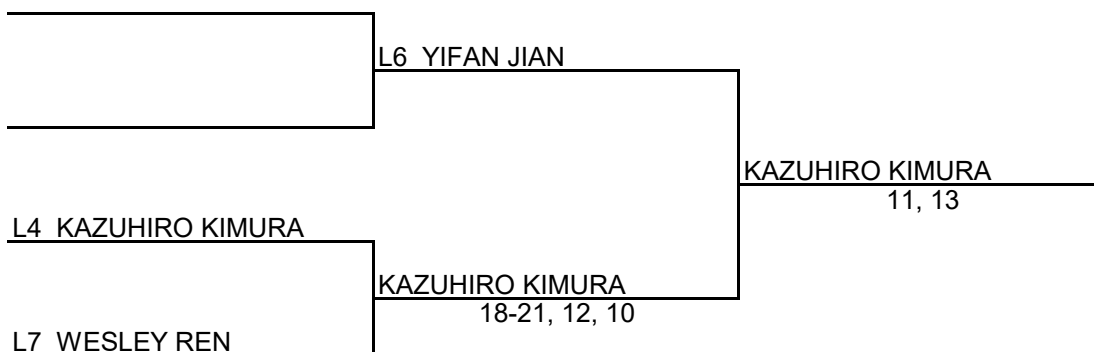 L6 YIFAN JIAN
KAZUHIRO KIMURA
11, 13
L4 KAZUHIRO KIMURA
KAZUHIRO KIMURA
18-21, 12, 10
L7 WESLEY REN